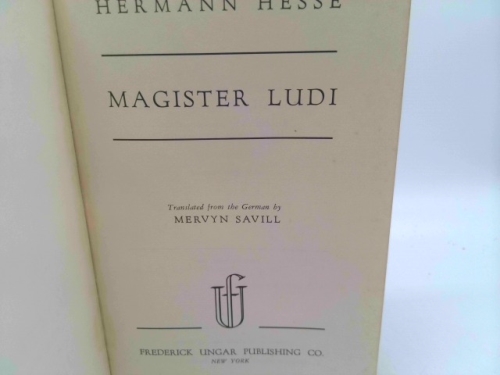 HERMANN HESSE
MAGISTER LUDI
Translated from the German by
MERVYN SAVILL
FREDERICK UNGAR PUBLISHING CO.
NEW YORK